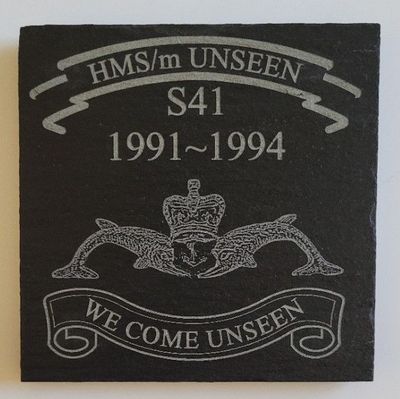 HMS/m UNSEEN
S41
1991~1994
WE COME UNSEEN